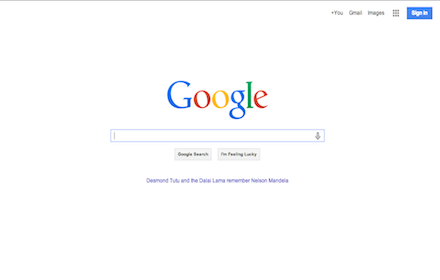 +You Gmail Images Sign in
Google
Google Search I'm Feeling Lucky
Desmond Tutu and the Dalai Lama remember Nelson Mandela